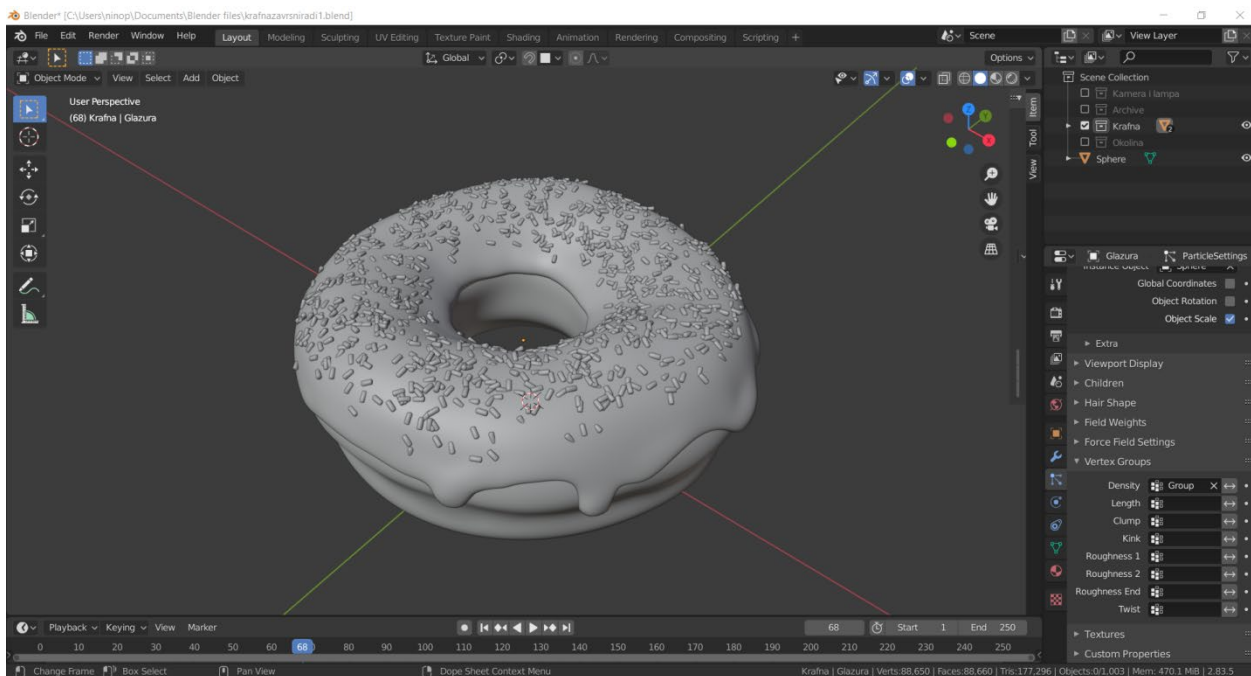 Blender* [C:\Users\ninop\Documents\Blender files\krafnazavrsniradi1.blend]
File Edit Render Window Help Layout Modeling Sculpting UV Editing Texture Paint Shading Animation Rendering Compositing Scripting + Scene View Layer
Global Options
Object Mode View Select Add Object
User Perspective
(68) Krafna | Glazura
Item
Tool
View
Z
Y
X
Scene Collection
Kamera i lampa
Archive
Krafna 2
Okolina
Sphere
Glazura ParticleSettings
Instance Object Sphere
Global Coordinates
Object Rotation
Object Scale
Extra
Viewport Display
Children
Hair Shape
Field Weights
Force Field Settings
Vertex Groups
Density Group
Length
Clump
Kink
Roughness 1
Roughness 2
Roughness End
Twist
Textures
Custom Properties
Playback Keying View Marker 68 Start 1 End 250
0 10 20 30 40 50 60 68 80 90 100 110 120 130 140 150 160 170 180 190 200 210 220 230 240 250
Change Frame Box Select Pan View Dope Sheet Context Menu Krafna | Glazura | Verts:88,650 | Faces:88,660 | Tris:177,296 | Objects:0/1,003 | Mem: 470.1 MiB | 2.83.5